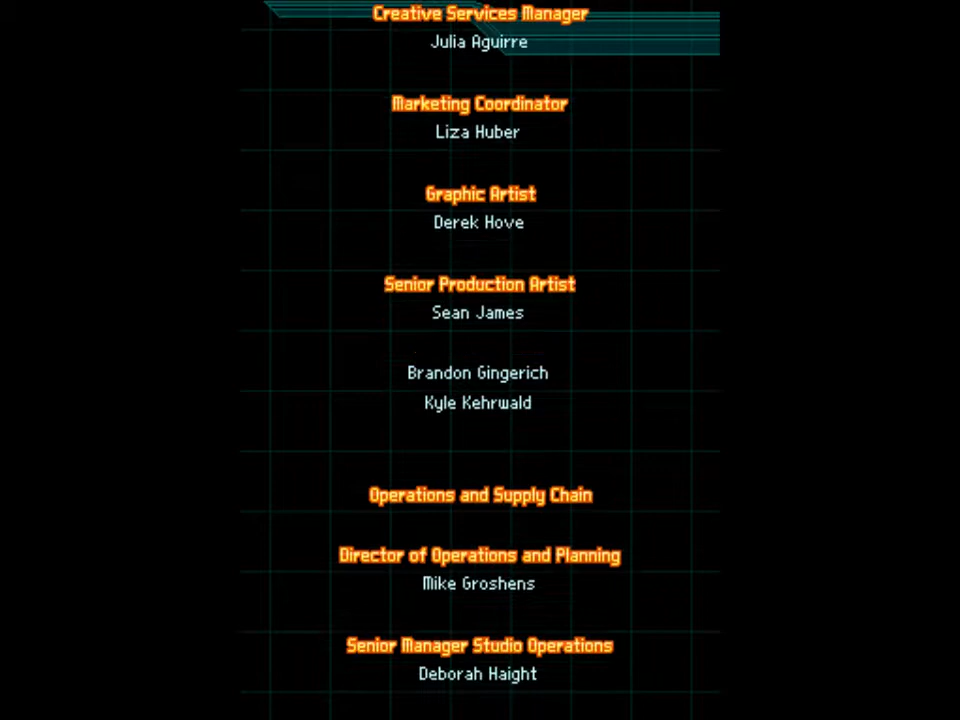 Creative Services Manager
Julia Aguirre
Marketing Coordinator
Liza Huber
Graphic Artist
Derek Hove
Senior Production Artist
Sean James
Brandon Gingerich
Kyle Kehrwald
Operations and Supply Chain
Director of Operations and Planning
Mike Groshens
Senior Manager Studio Operations
Deborah Haight